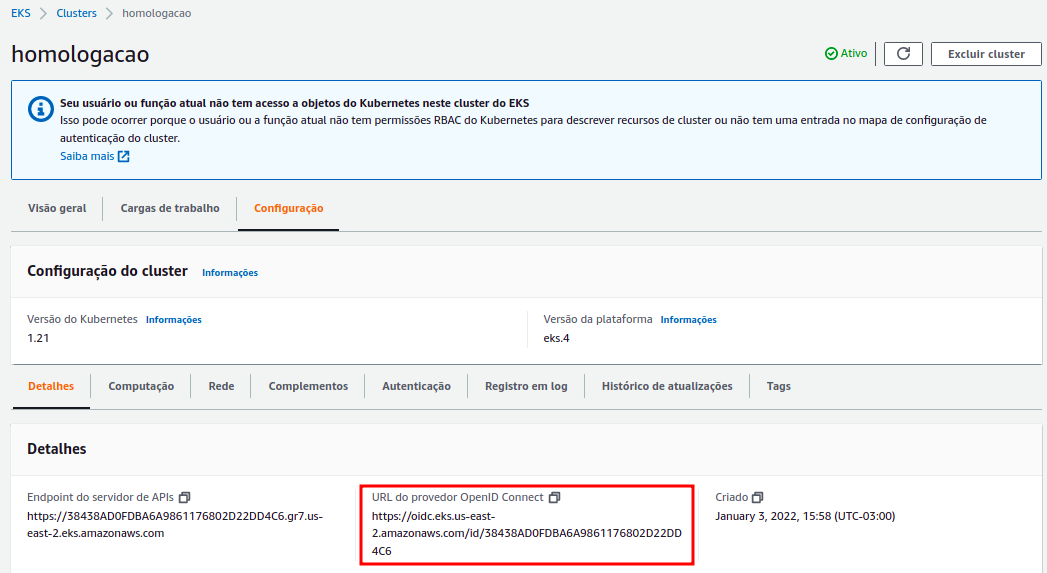 EKS > Clusters > homologacao
homologacao
Ativo
Excluir cluster
Seu usuário ou função atual não tem acesso a objetos do Kubernetes neste cluster do EKS
Isso pode ocorrer porque o usuário ou a função atual não tem permissões RBAC do Kubernetes para descrever recursos de cluster ou não tem uma entrada no mapa de configuração de
autenticação do cluster.
Saiba mais
Visão geral
Cargas de trabalho
Configuração
Configuração do cluster Informações
Versão do Kubernetes Informações
1.21
Versão da plataforma Informações
eks.4
Detalhes
Computação
Rede
Complementos
Autenticação
Registro em log
Histórico de atualizações
Tags
Detalhes
Endpoint do servidor de APIs
https://38438AD0FDBA6A9861176802D22DD4C6.gr7.us-
east-2.eks.amazonaws.com
URL do provedor OpenID Connect
https://oidc.eks.us-east-
2.amazonaws.com/id/38438AD0FDBA6A9861176802D22DD
4C6
Criado
January 3, 2022, 15:58 (UTC-03:00)